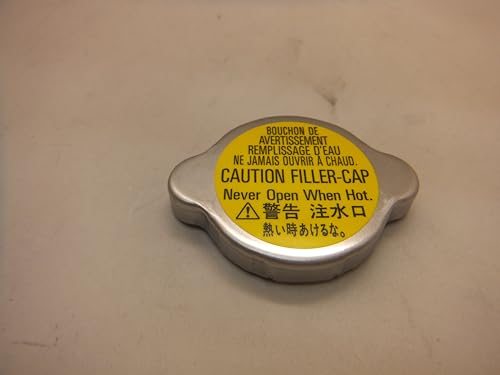 BOUCHON DE
AVERTISSEMENT
REMPLISSAGE D'EAU
NE JAMAIS OUVRIR À CHAUD.
CAUTION FILLER-CAP
Never Open When Hot.
警告 注水口
熱い時あけるな。